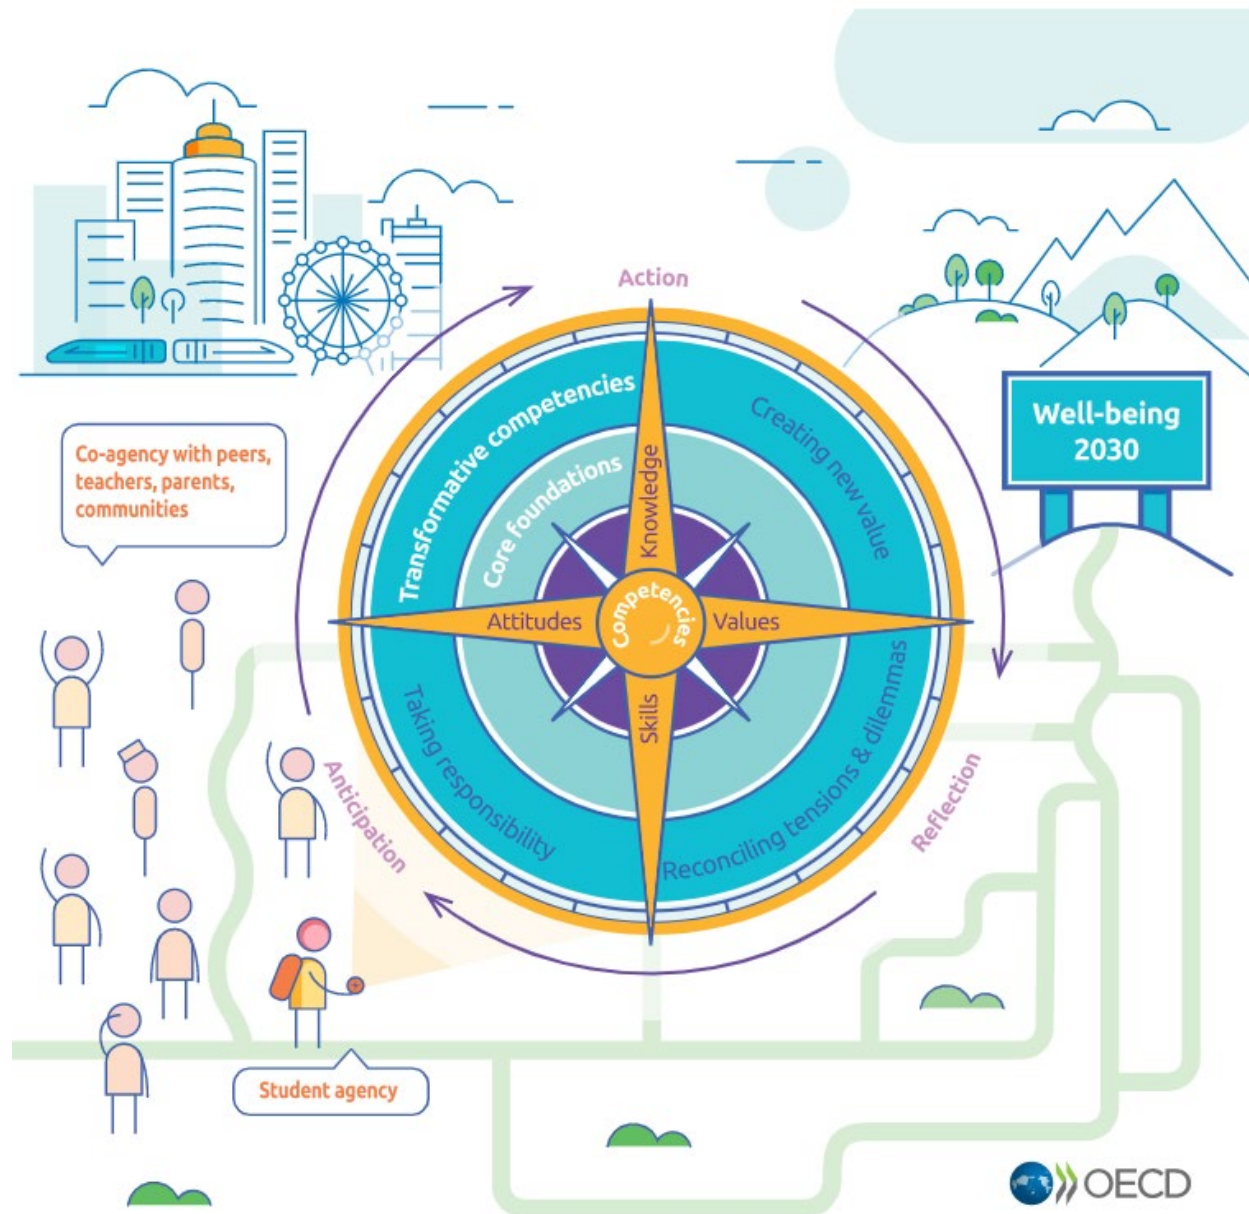 Action
Well-being
2030
Co-agency with peers,
teachers, parents,
communities
Transformative competencies
Creating new value
Core foundations
Knowledge
Attitudes
Competencies
Values
Skills
Taking responsibility
Reconciling tensions & dilemmas
Anticipation
Reflection
Student agency
OECD